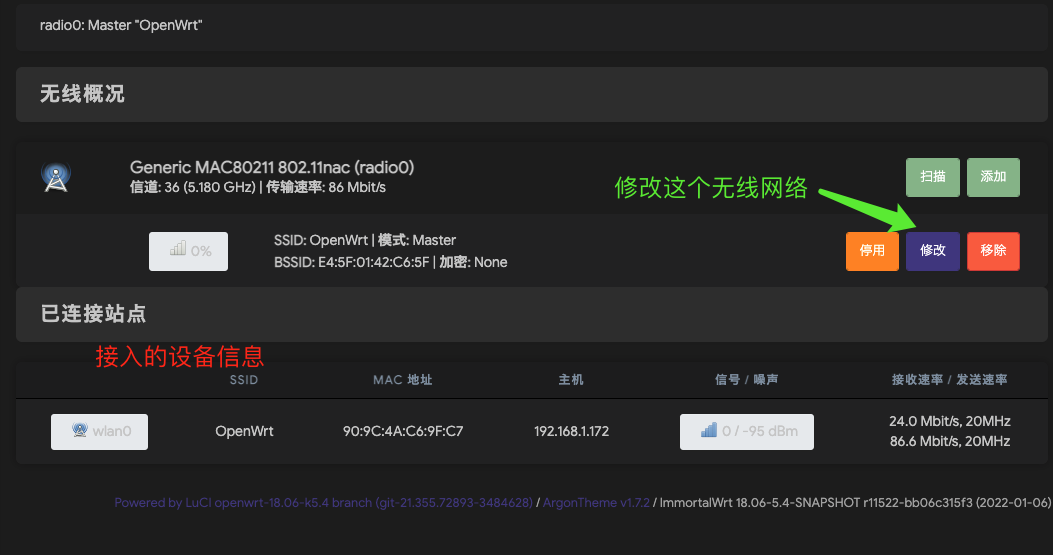 radio0: Master "OpenWrt"
无线概况
Generic MAC80211 802.11nac (radio0)
信道: 36 (5.180 GHz) | 传输速率: 86 Mbit/s
扫描
添加
修改这个无线网络
0%
SSID: OpenWrt | 模式: Master
BSSID: E4:5F:01:42:C6:5F | 加密: None
停用
修改
移除
已连接站点
接入的设备信息
SSID
MAC 地址
主机
信号 / 噪声
接收速率 / 发送速率
wlan0
OpenWrt
90:9C:4A:C6:9F:C7
192.168.1.172
0 / -95 dBm
24.0 Mbit/s, 20MHz
86.6 Mbit/s, 20MHz
Powered by LuCI openwrt-18.06-k5.4 branch (git-21.355.72893-3484628) / ArgonTheme v1.7.2 / ImmortalWrt 18.06-5.4-SNAPSHOT r11522-bb06c315f3 (2022-01-06)